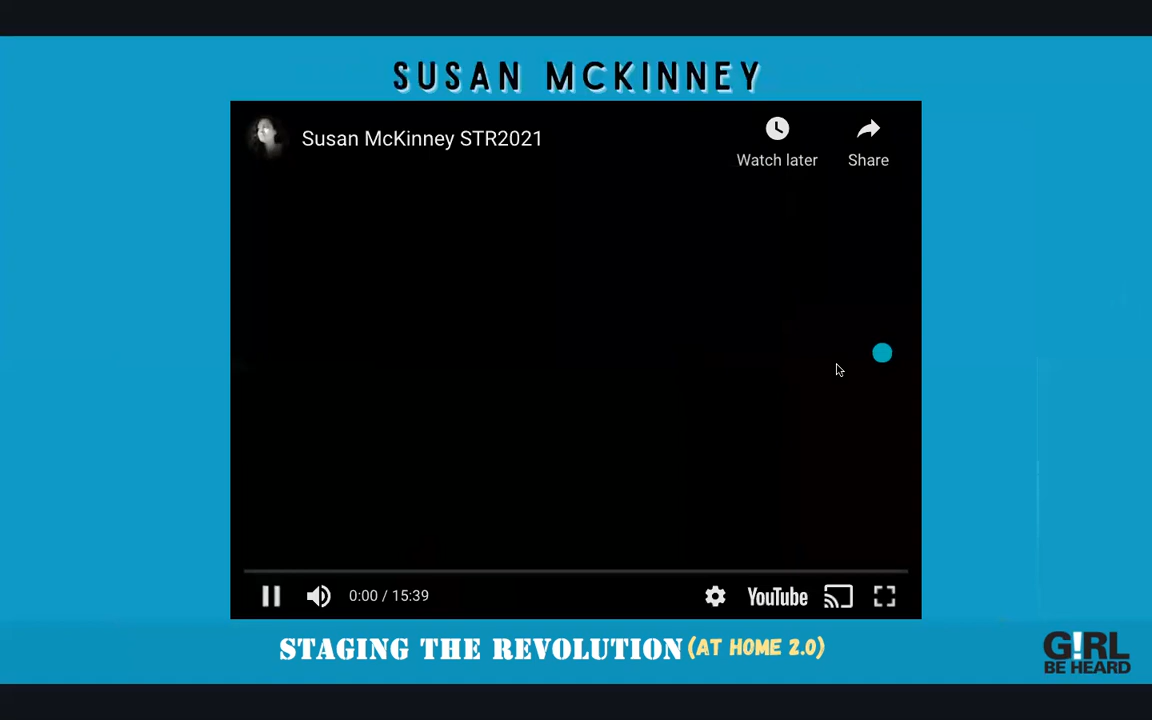 SUSAN MCKINNEY
Susan McKinney STR2021
Watch later
Share
0:00 / 15:39
YouTube
STAGING THE REVOLUTION (AT HOME 2.0)
G!RL
BE HEARD